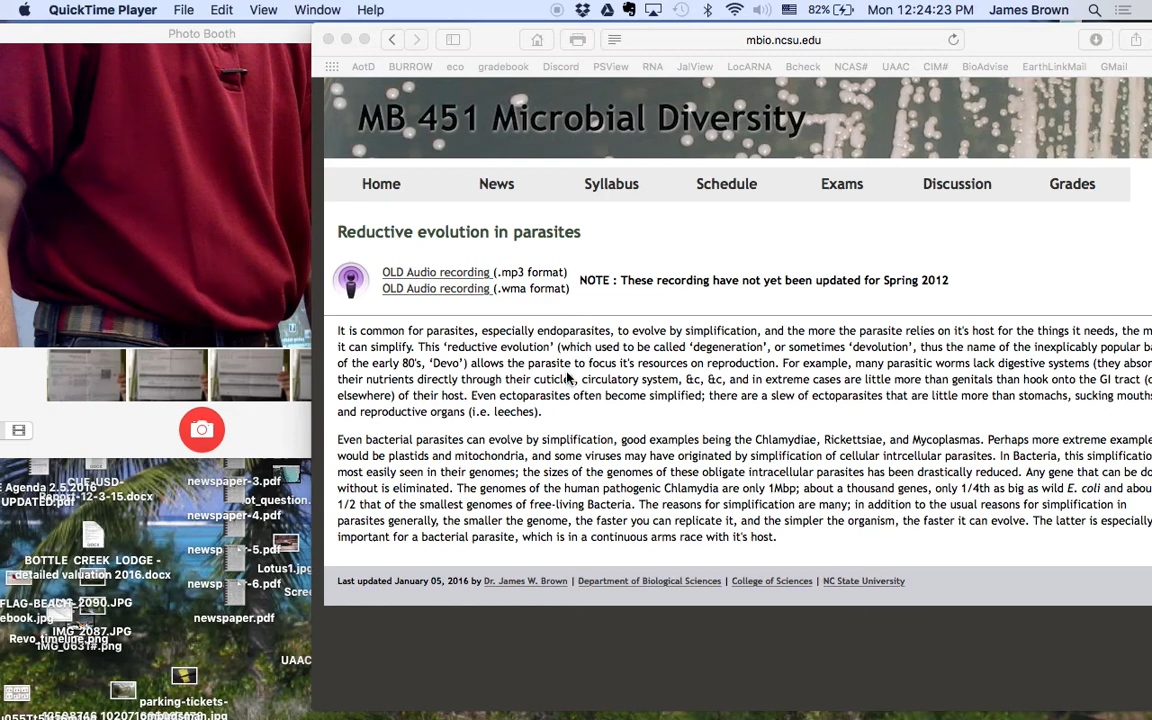 QuickTime Player File Edit View Window Help 82% Mon 12:24:23 PM James Brown
Photo Booth
mbio.ncsu.edu
AotD BURROW eco gradebook Discord PSView RNA JalView LocARNA Bcheck NCAS# UAAC CIM# BioAdvise EarthLinkMail GMail
MB 451 Microbial Diversity
Home News Syllabus Schedule Exams Discussion Grades
Reductive evolution in parasites
OLD Audio recording (.mp3 format)
OLD Audio recording (.wma format)
NOTE : These recording have not yet been updated for Spring 2012
It is common for parasites, especially endoparasites, to evolve by simplification, and the more the parasite relies on it's host for the things it needs, the
it can simplify. This ‘reductive evolution’ (which used to be called ‘degeneration’, or sometimes ‘devolution’, thus the name of the inexplicably popular
of the early 80's, ‘Devo’) allows the parasite to focus it's resources on reproduction. For example, many parasitic worms lack digestive systems (they
their nutrients directly through their cuticle, circulatory system, &c, &c, and in extreme cases are little more than genitals than hook onto the GI tract
elsewhere) of their host. Even ectoparasites often become simplified; there are a slew of ectoparasites that are little more than stomachs, sucking
and reproductive organs (i.e. leeches).
Even bacterial parasites can evolve by simplification, good examples being the Chlamydiae, Rickettsiae, and Mycoplasmas. Perhaps more extreme
would be plastids and mitochondria, and some viruses may have originated by simplification of cellular intrcellular parasites. In Bacteria, this
most easily seen in their genomes; the sizes of the genomes of these obligate intracellular parasites has been drastically reduced. Any gene that can be
without is eliminated. The genomes of the human pathogenic Chlamydia are only 1Mbp; about a thousand genes, only 1/4th as big as wild E. coli and
1/2 that of the smallest genomes of free-living Bacteria. The reasons for simplification are many; in addition to the usual reasons for simplification in
parasites generally, the smaller the genome, the faster you can replicate it, and the simpler the organism, the faster it can evolve. The latter is especially
important for a bacterial parasite, which is in a continuous arms race with it's host.
Last updated January 05, 2016 by Dr. James W. Brown | Department of Biological Sciences | College of Sciences | NC State University
newspaper-3.pdf
Agenda 2.5.2016
newspaper-4.pdf
BOTTLE CREEK LODGE -
detailed valuation 2016.docx
Lotus1.jpg
newspaper.pdf
IMG_2087.JPG
Revo_timeline.png
UAAC
parking-tickets-